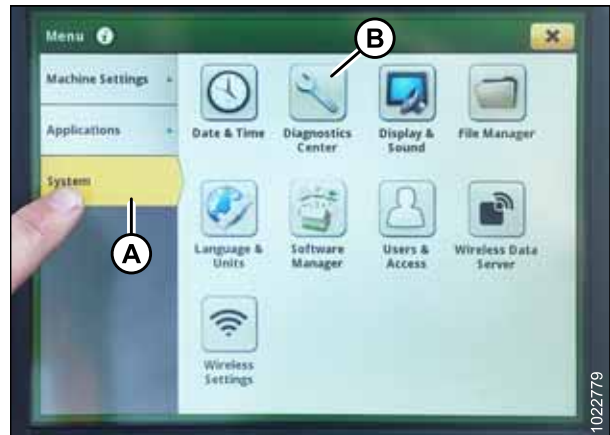 Menu
Machine Settings
Applications
System
A
B
Date & Time
Diagnostics
Center
Display &
Sound
File Manager
Language &
Units
Software
Manager
Users &
Access
Wireless Data
Server
Wireless
Settings
1022779